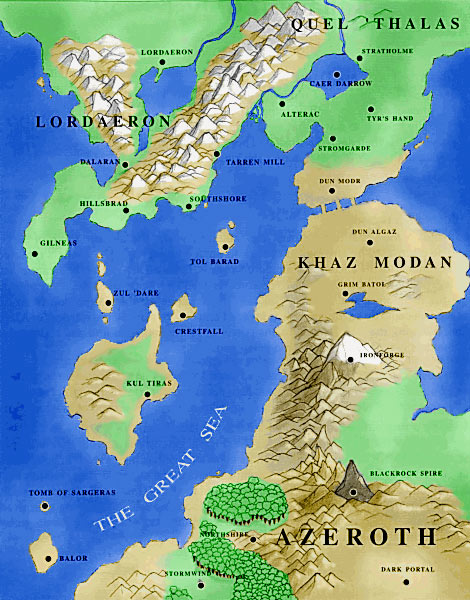 QUEL 'THALAS
LORDAERON
STRATHOLME
CAER DARROW
ALTERAC
TYR'S HAND
LORDAERON
STROMGARDE
DALARAN
TARREN MILL
DUN MODR
HILLSBRAD
SOUTHSHORE
DUN ALGAZ
GILNEAS
TOL BARAD
KHAZ MODAN
GRIM BATOL
ZUL 'DARE
CRESTFALL
IRONFORGE
KUL TIRAS
THE GREAT SEA
BLACKROCK SPIRE
TOMB OF SARGERAS
NORTHSHIRE
AZEROTH
BALOR
STORMWIND
DARK PORTAL